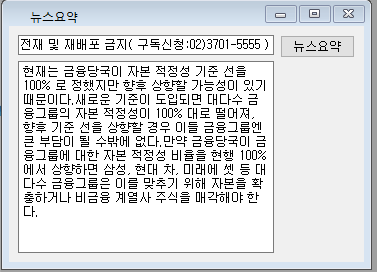 뉴스요약
전재 및 재배포 금지( 구독신청:02)3701-5555 )
뉴스요약
현재는 금융당국이 자본 적정성 기준 선을
100% 로 정했지만 향후 상향할 가능성이 있기
때문이다.새로운 기준이 도입되면 대다수 금
융그룹의 자본 적정성이 100% 대로 떨어져,
향후 기준 선을 상향할 경우 이들 금융그룹엔
큰 부담이 될 수밖에 없다.만약 금융당국이 금
융그룹에 대한 자본 적정성 비율을 현행 100%
에서 상향하면 삼성, 현대 차, 미래에 셋 등 대
다수 금융그룹은 이를 맞추기 위해 자본을 확
충하거나 비금융 계열사 주식을 매각해야 한
다.